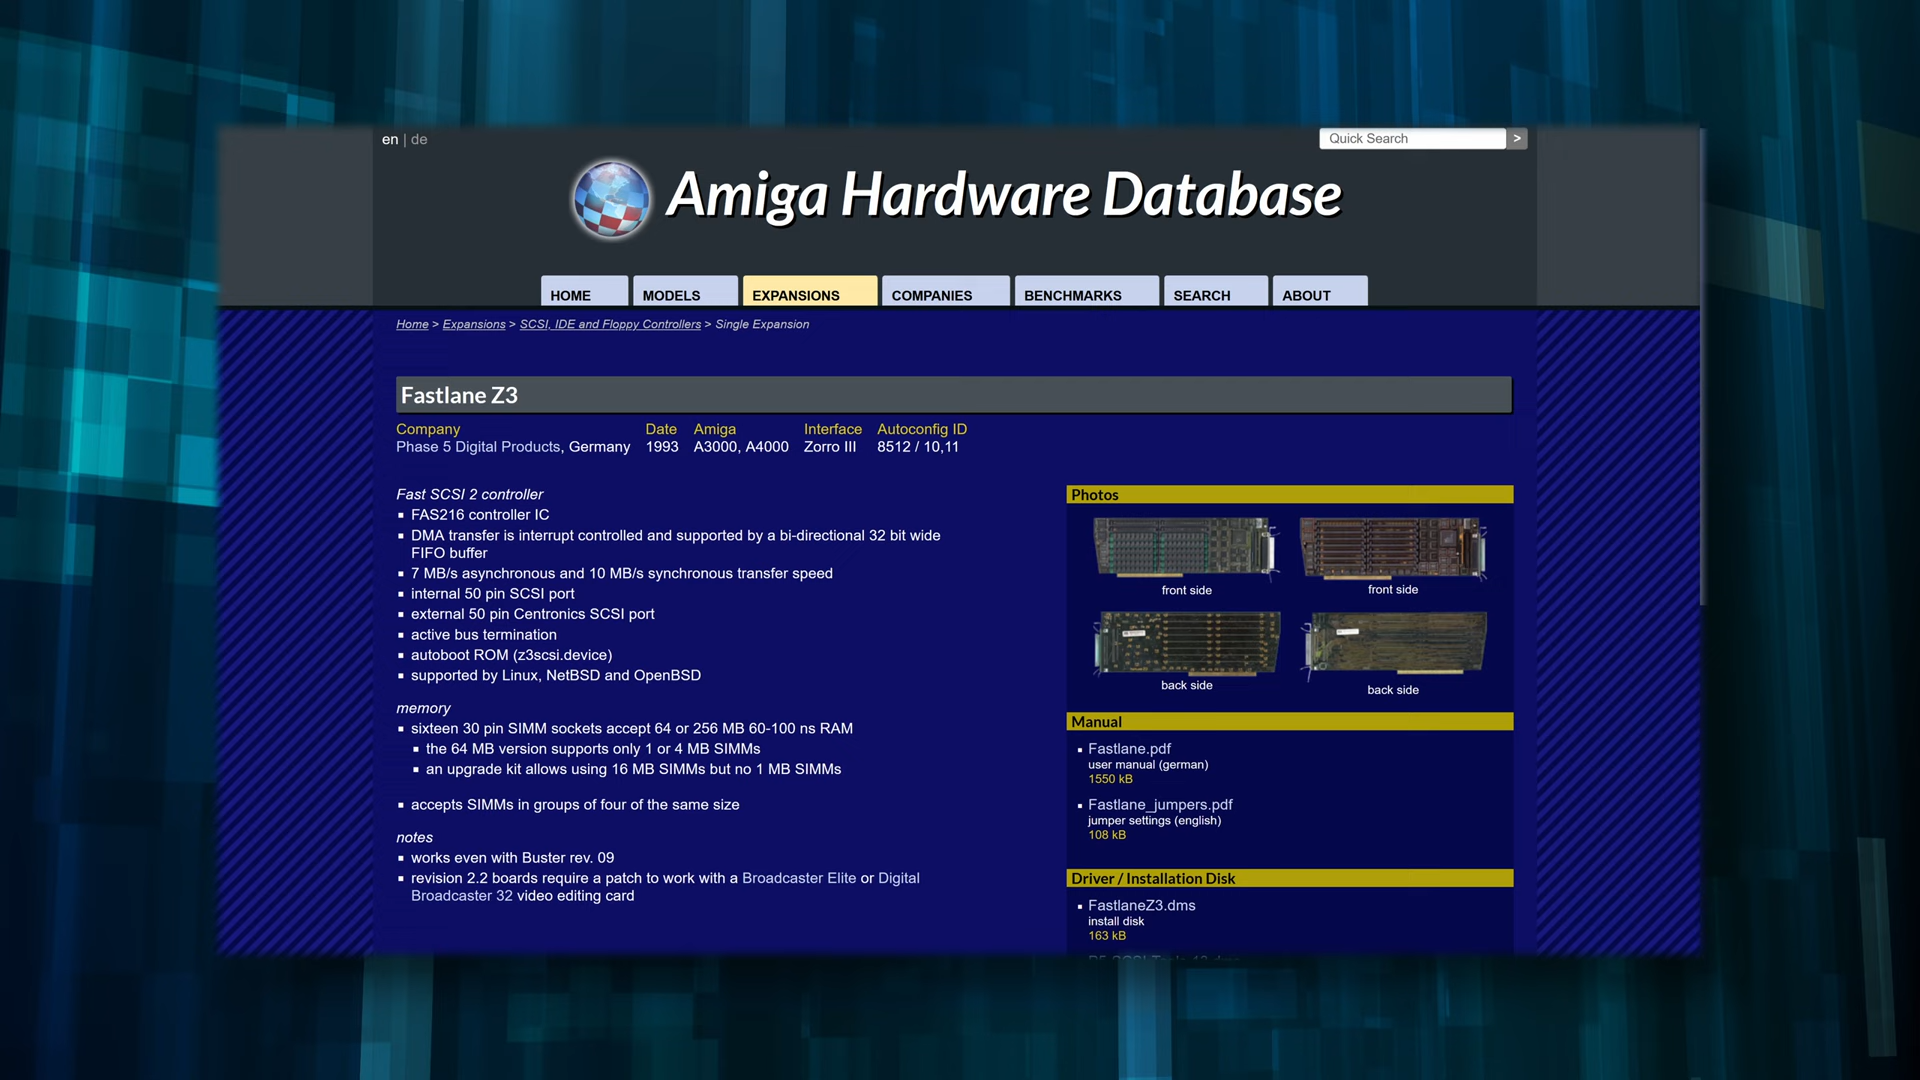 en | de
Quick Search >
Amiga Hardware Database
HOME MODELS EXPANSIONS COMPANIES BENCHMARKS SEARCH ABOUT
Home > Expansions > SCSI, IDE and Floppy Controllers > Single Expansion
Fastlane Z3
Company Date Amiga Interface Autoconfig ID
Phase 5 Digital Products, Germany 1993 A3000, A4000 Zorro III 8512 / 10,11
Fast SCSI 2 controller
FAS216 controller IC
DMA transfer is interrupt controlled and supported by a bi-directional 32 bit wide
FIFO buffer
7 MB/s asynchronous and 10 MB/s synchronous transfer speed
internal 50 pin SCSI port
external 50 pin Centronics SCSI port
active bus termination
autoboot ROM (z3scsi.device)
supported by Linux, NetBSD and OpenBSD
memory
sixteen 30 pin SIMM sockets accept 64 or 256 MB 60-100 ns RAM
the 64 MB version supports only 1 or 4 MB SIMMs
an upgrade kit allows using 16 MB SIMMs but no 1 MB SIMMs
accepts SIMMs in groups of four of the same size
notes
works even with Buster rev. 09
revision 2.2 boards require a patch to work with a Broadcaster Elite or Digital
Broadcaster 32 video editing card
Photos
front side front side
back side back side
Manual
Fastlane.pdf
user manual (german)
1550 kB
Fastlane_jumpers.pdf
jumper settings (english)
108 kB
Driver / Installation Disk
FastlaneZ3.dms
install disk
163 kB